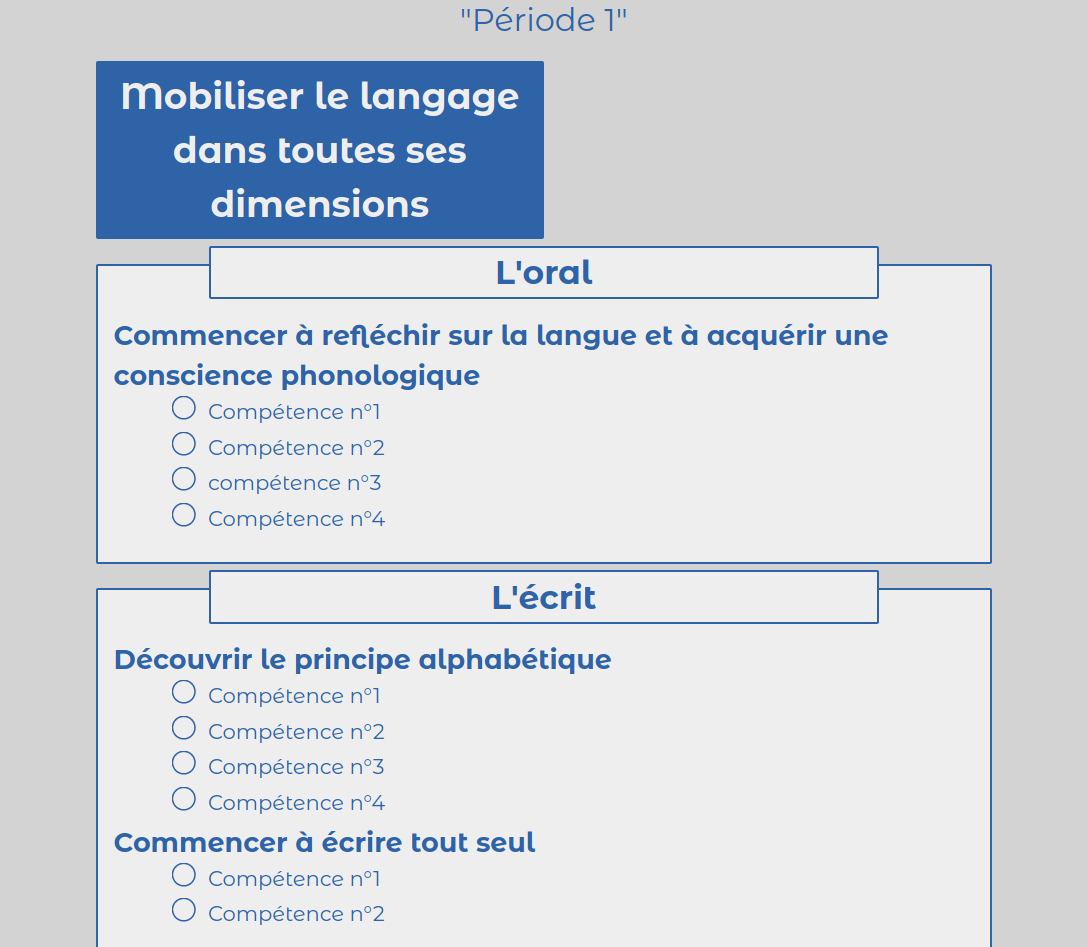 "Période 1"
Mobiliser le langage
dans toutes ses
dimensions
L'oral
Commencer à refléchir sur la langue et à acquérir une
conscience phonologique
Compétence n°1
Compétence n°2
compétence n°3
Compétence n°4
L'écrit
Découvrir le principe alphabétique
Compétence n°1
Compétence n°2
Compétence n°3
Compétence n°4
Commencer à écrire tout seul
Compétence n°1
Compétence n°2